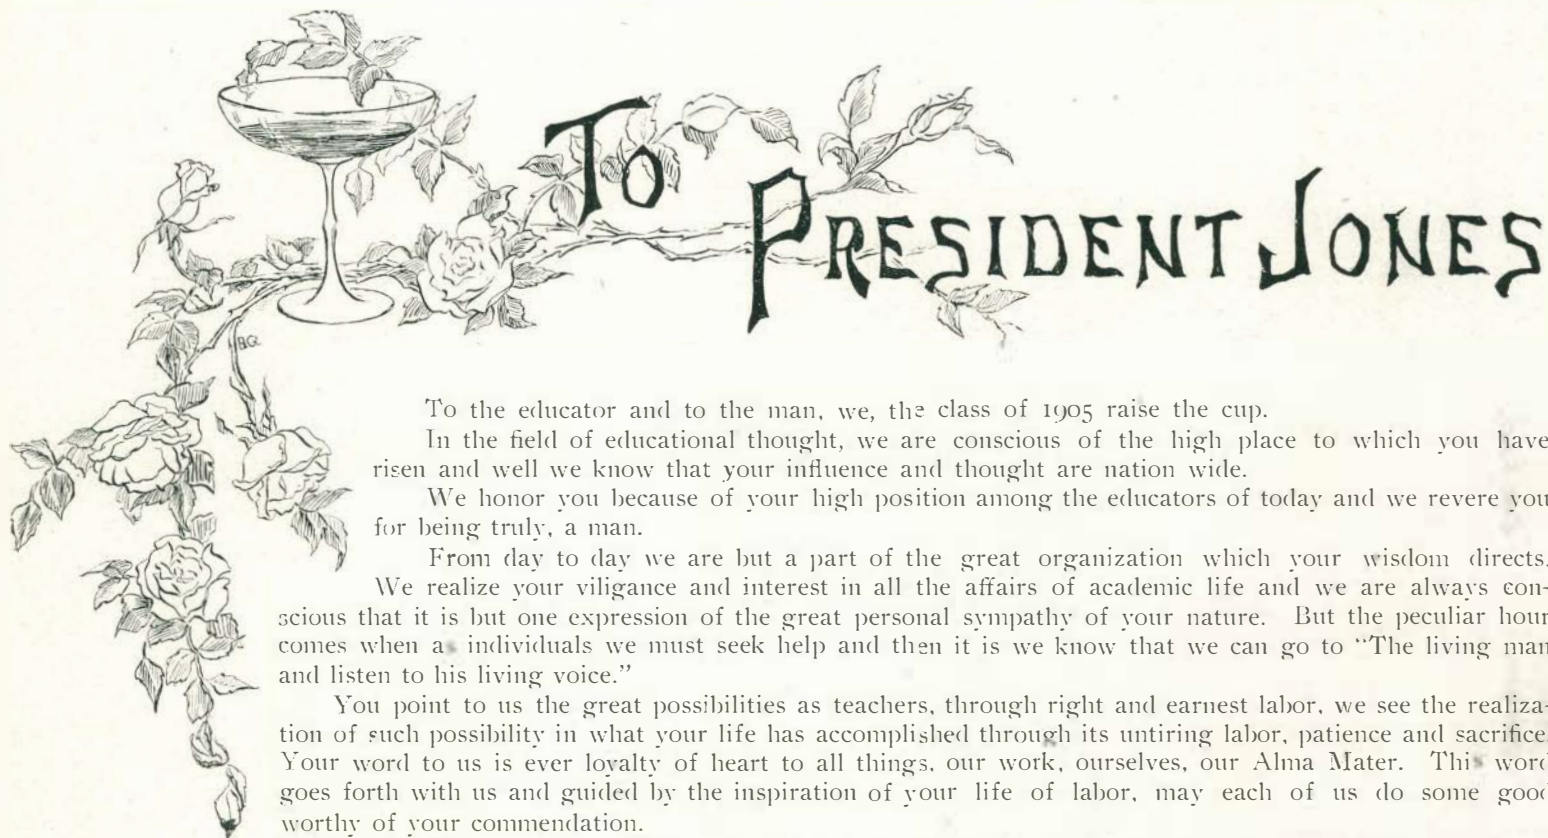 To
PRESIDENT JONES
B.G.
To the educator and to the man, we, the class of 1905 raise the cup.
In the field of educational thought, we are conscious of the high place to which you have
risen and well we know that your influence and thought are nation wide.
We honor you because of your high position among the educators of today and we revere you
for being truly, a man.
From day to day we are but a part of the great organization which your wisdom directs.
We realize your viligance and interest in all the affairs of academic life and we are always con-
scious that it is but one expression of the great personal sympathy of your nature. But the peculiar hour
comes when as individuals we must seek help and then it is we know that we can go to "The living man
and listen to his living voice."
You point to us the great possibilities as teachers, through right and earnest labor, we see the realiza-
tion of such possibility in what your life has accomplished through its untiring labor, patience and sacrifice.
Your word to us is ever loyalty of heart to all things, our work, ourselves, our Alma Mater. This word
goes forth with us and guided by the inspiration of your life of labor, may each of us do some good
worthy of your commendation.